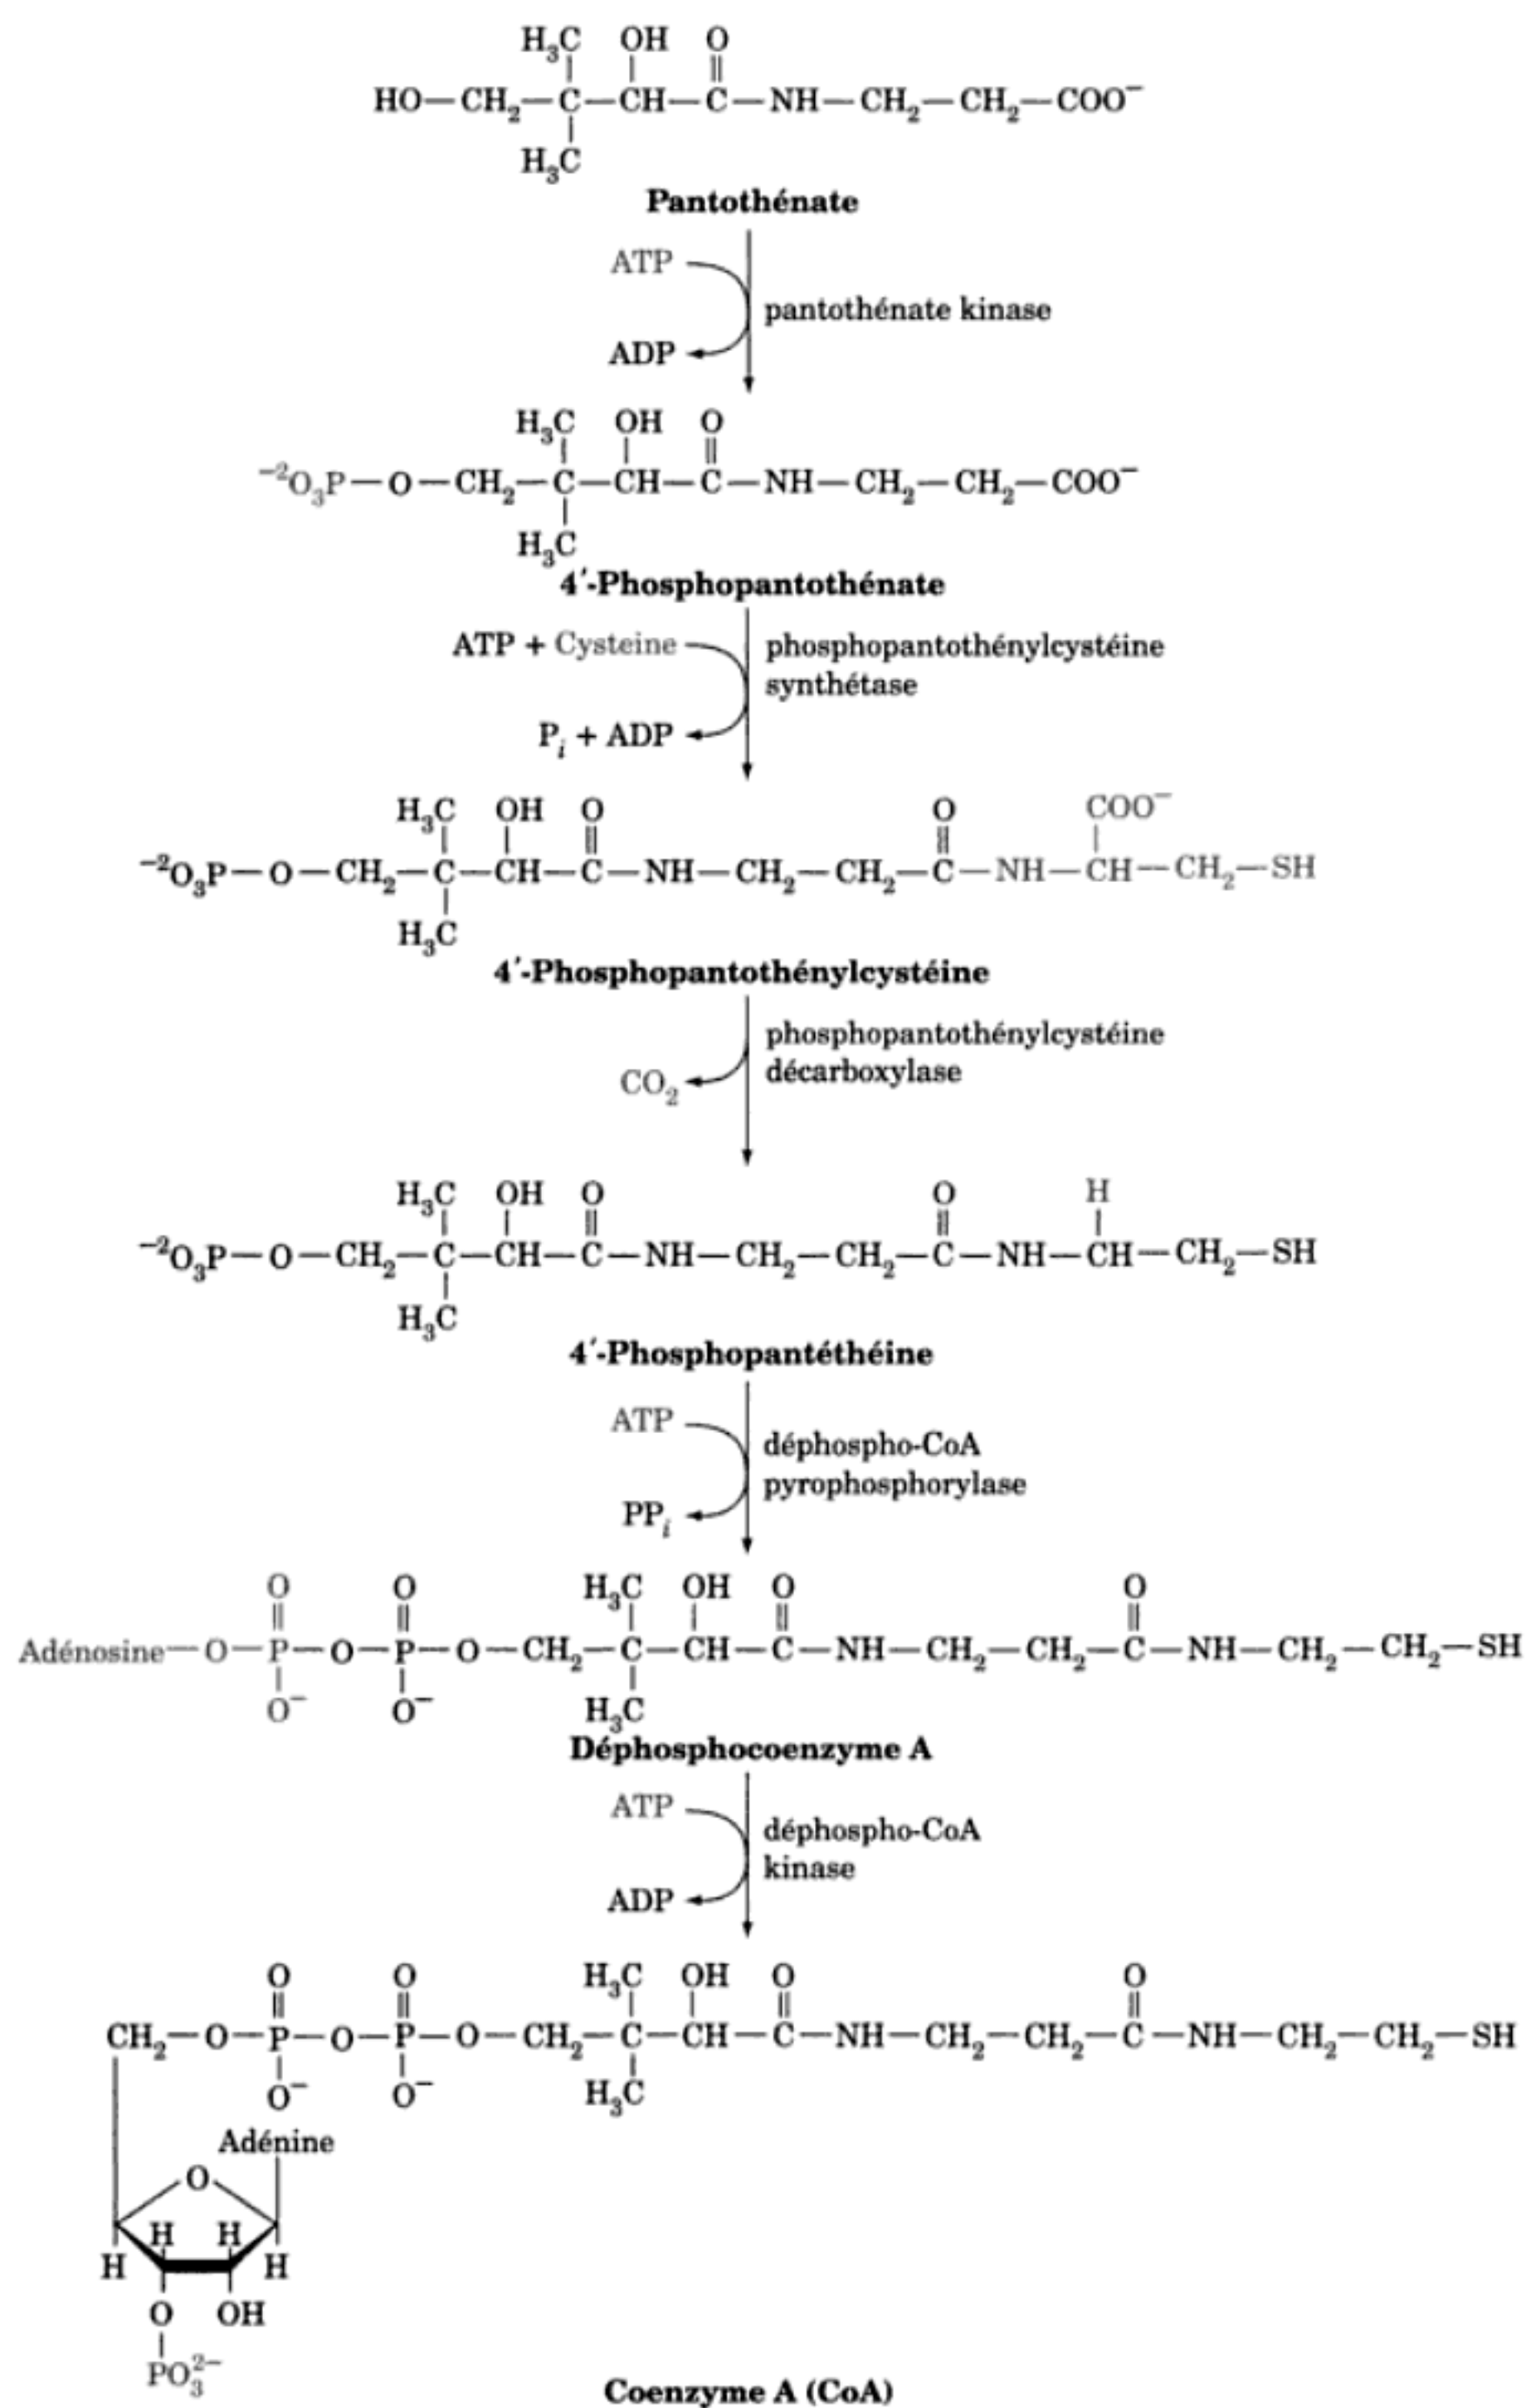 H₃C OH O
HO—CH₂—C—CH—C—NH—CH₂—CH₂—COO⁻
H₃C
Pantothénate
ATP
pantothénate kinase
ADP
H₃C OH O
⁻²O₃P—O—CH₂—C—CH—C—NH—CH₂—CH₂—COO⁻
H₃C
4′-Phosphopantothénate
ATP + Cysteine
phosphopantothénylcystéine
synthétase
Pᵢ + ADP
H₃C OH O O COO⁻
⁻²O₃P—O—CH₂—C—CH—C—NH—CH₂—CH₂—C—NH—CH—CH₂—SH
H₃C
4′-Phosphopantothénylcystéine
phosphopantothénylcystéine
décarboxylase
CO₂
H₃C OH O O H
⁻²O₃P—O—CH₂—C—CH—C—NH—CH₂—CH₂—C—NH—CH—CH₂—SH
H₃C
4′-Phosphopantéthéine
ATP
déphospho-CoA
pyrophosphorylase
PPᵢ
O O H₃C OH O O
Adénosine—O—P—O—P—O—CH₂—C—CH—C—NH—CH₂—CH₂—C—NH—CH₂—CH₂—SH
O⁻ O⁻ H₃C
Déphosphocoenzyme A
ATP
déphospho-CoA
kinase
ADP
O O H₃C OH O O
CH₂—O—P—O—P—O—CH₂—C—CH—C—NH—CH₂—CH₂—C—NH—CH₂—CH₂—SH
O⁻ O⁻ H₃C
Adénine
O
H H
H H
O OH
PO₃²⁻
Coenzyme A (CoA)